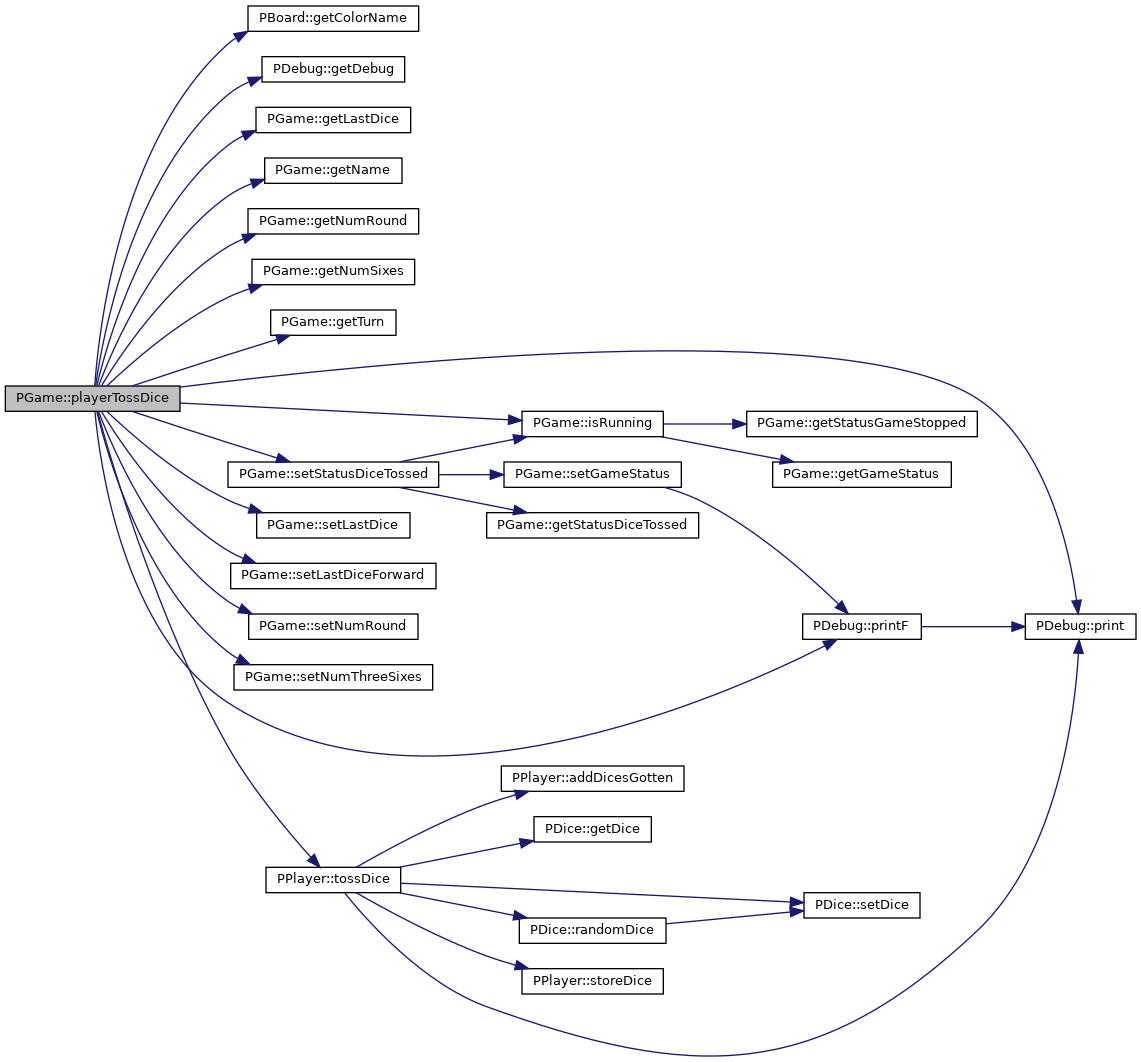 PBoard::getColorName
PDebug::getDebug
PGame::getLastDice
PGame::getName
PGame::getNumRound
PGame::getNumSixes
PGame::getTurn
PGame::playerTossDice
PGame::isRunning
PGame::getStatusGameStopped
PGame::setStatusDiceTossed
PGame::setGameStatus
PGame::getGameStatus
PGame::setLastDice
PGame::getStatusDiceTossed
PGame::setLastDiceForward
PGame::setNumRound
PDebug::printF
PDebug::print
PGame::setNumThreeSixes
PPlayer::addDicesGotten
PDice::getDice
PPlayer::tossDice
PDice::setDice
PDice::randomDice
PPlayer::storeDice